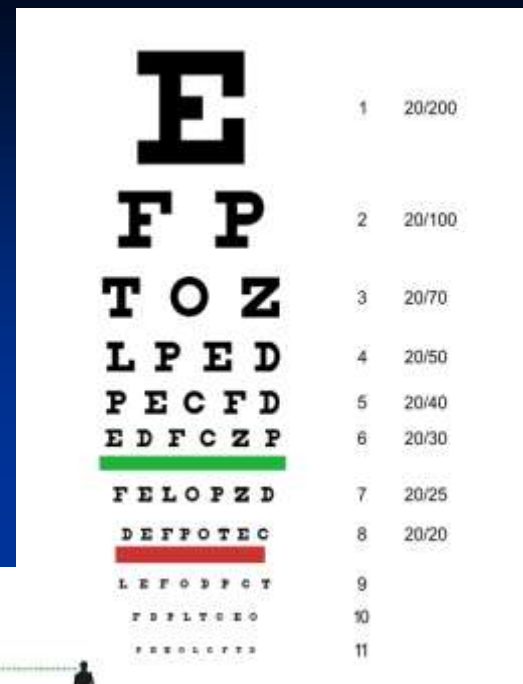 E 1 20/200
F P 2 20/100
T O Z 3 20/70
L P E D 4 20/50
P E C F D 5 20/40
E D F C Z P 6 20/30
F E L O P Z D 7 20/25
D E F P O T E C 8 20/20
L E F O D P C T 9
10
11